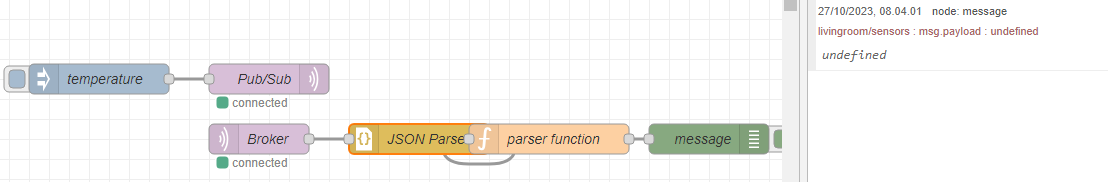 27/10/2023, 08.04.01 node: message
livingroom/sensors : msg.payload : undefined
undefined
temperature
Pub/Sub
connected
Broker
JSON Parse
parser function
message
connected